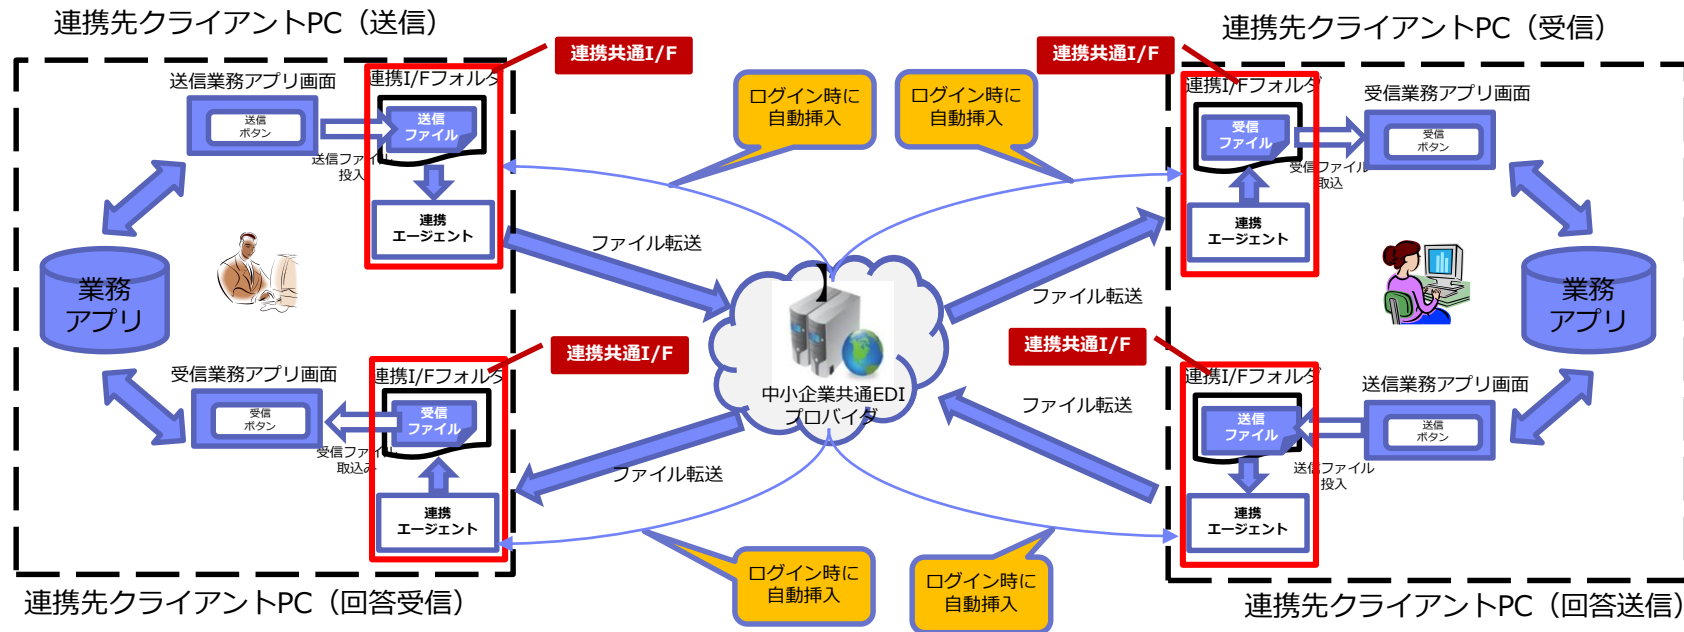 連携先クライアントPC（送信）
連携共通I/F
連携共通I/F
連携先クライアントPC（受信）
送信業務アプリ画面
連携I/Fフォルダ
送信
ボタン
送信
ファイル
送信ファイル
投入
連携
エージェント
ログイン時に
自動挿入
ログイン時に
自動挿入
連携I/Fフォルダ
受信業務アプリ画面
受信
ファイル
受信
ボタン
受信ファイル
取込
連携
エージェント
ファイル転送
ファイル転送
業務
アプリ
業務
アプリ
中小企業共通EDI
プロバイダ
連携共通I/F
連携共通I/F
受信業務アプリ画面
連携I/Fフォルダ
受信
ボタン
受信
ファイル
受信ファイル
取込み
連携
エージェント
ファイル転送
ファイル転送
連携I/Fフォルダ
送信業務アプリ画面
送信
ファイル
送信
ボタン
送信ファイル
投入
連携
エージェント
ログイン時に
自動挿入
ログイン時に
自動挿入
連携先クライアントPC（回答受信）
連携先クライアントPC（回答送信）